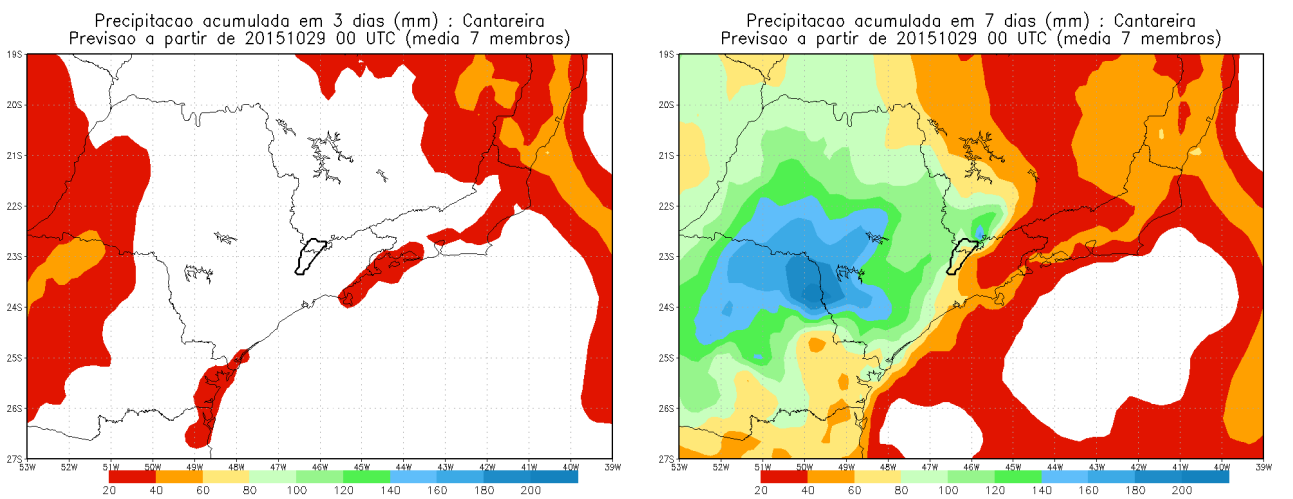 Precipitacao acumulada em 3 dias (mm) : Cantareira
Previsao a partir de 20151029 00 UTC (media 7 membros)
19S
20S
21S
22S
23S
24S
25S
26S
27S
53W 52W 51W 50W 49W 48W 47W 46W 45W 44W 43W 42W 41W 40W 39W
20 40 60 80 100 120 140 160 180 200
Precipitacao acumulada em 7 dias (mm) : Cantareira
Previsao a partir de 20151029 00 UTC (media 7 membros)
19S
20S
21S
22S
23S
24S
25S
26S
27S
53W 52W 51W 50W 49W 48W 47W 46W 45W 44W 43W 42W 41W 40W 39W
20 40 60 80 100 120 140 160 180 200